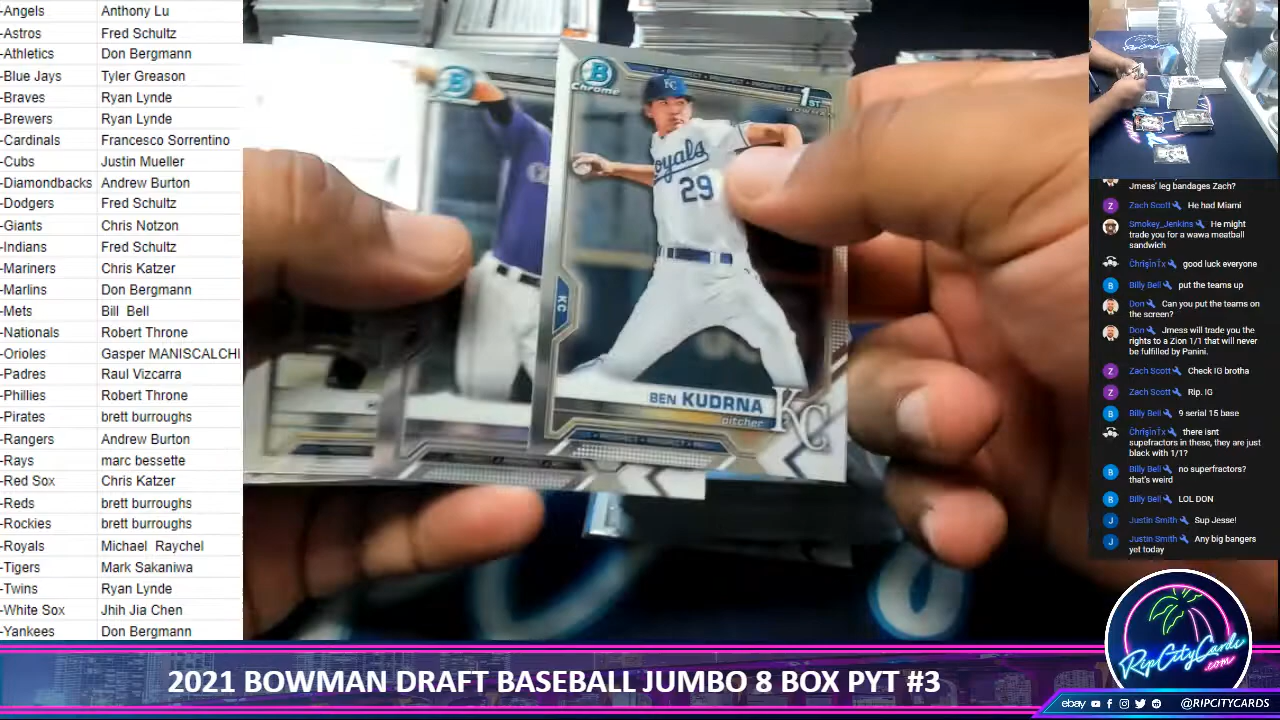 -Angels Anthony Lu
-Astros Fred Schultz
-Athletics Don Bergmann
-Blue Jays Tyler Greason
-Braves Ryan Lynde
-Brewers Ryan Lynde
-Cardinals Francesco Sorrentino
-Cubs Justin Mueller
-Diamondbacks Andrew Burton
-Dodgers Fred Schultz
-Giants Chris Notzon
-Indians Fred Schultz
-Mariners Chris Katzer
-Marlins Don Bergmann
-Mets Bill Bell
-Nationals Robert Throne
-Orioles Gasper MANISCALCHI
-Padres Raul Vizcarra
-Phillies Robert Throne
-Pirates brett burroughs
-Rangers Andrew Burton
-Rays marc bessette
-Red Sox Chris Katzer
-Reds brett burroughs
-Rockies brett burroughs
-Royals Michael Raychel
-Tigers Mark Sakaniwa
-Twins Ryan Lynde
-White Sox Jhih Jia Chen
-Yankees Don Bergmann
B
B
Chrome
PROSPECT
1ST
BOWMAN
KC
oyals
29
KC
BEN KUDRNA
pitcher
KC
Jmess' leg bandages Zach?
Z Zach Scott He had Miami
Smokey_Jenkins He might
trade you for a wawa meatball
sandwich
good luck everyone
B Billy Bell put the teams up
Don Can you put the teams on
the screen?
Don Jmess will trade you the
rights to a Zion 1/1 that will never
be fulfilled by Panini.
Z Zach Scott Check IG brotha
Z Zach Scott Rip. IG
B Billy Bell 9 serial 15 base
there isnt
supefractors in these, they are just
black with 1/1?
B Billy Bell no superfractors?
that's weird
B Billy Bell LOL DON
J Justin Smith Sup Jesse!
J Justin Smith Any big bangers
yet today
RipCityCards
.com
2021 BOWMAN DRAFT BASEBALL JUMBO 8 BOX PYT #3
ebay @RIPCITYCARDS